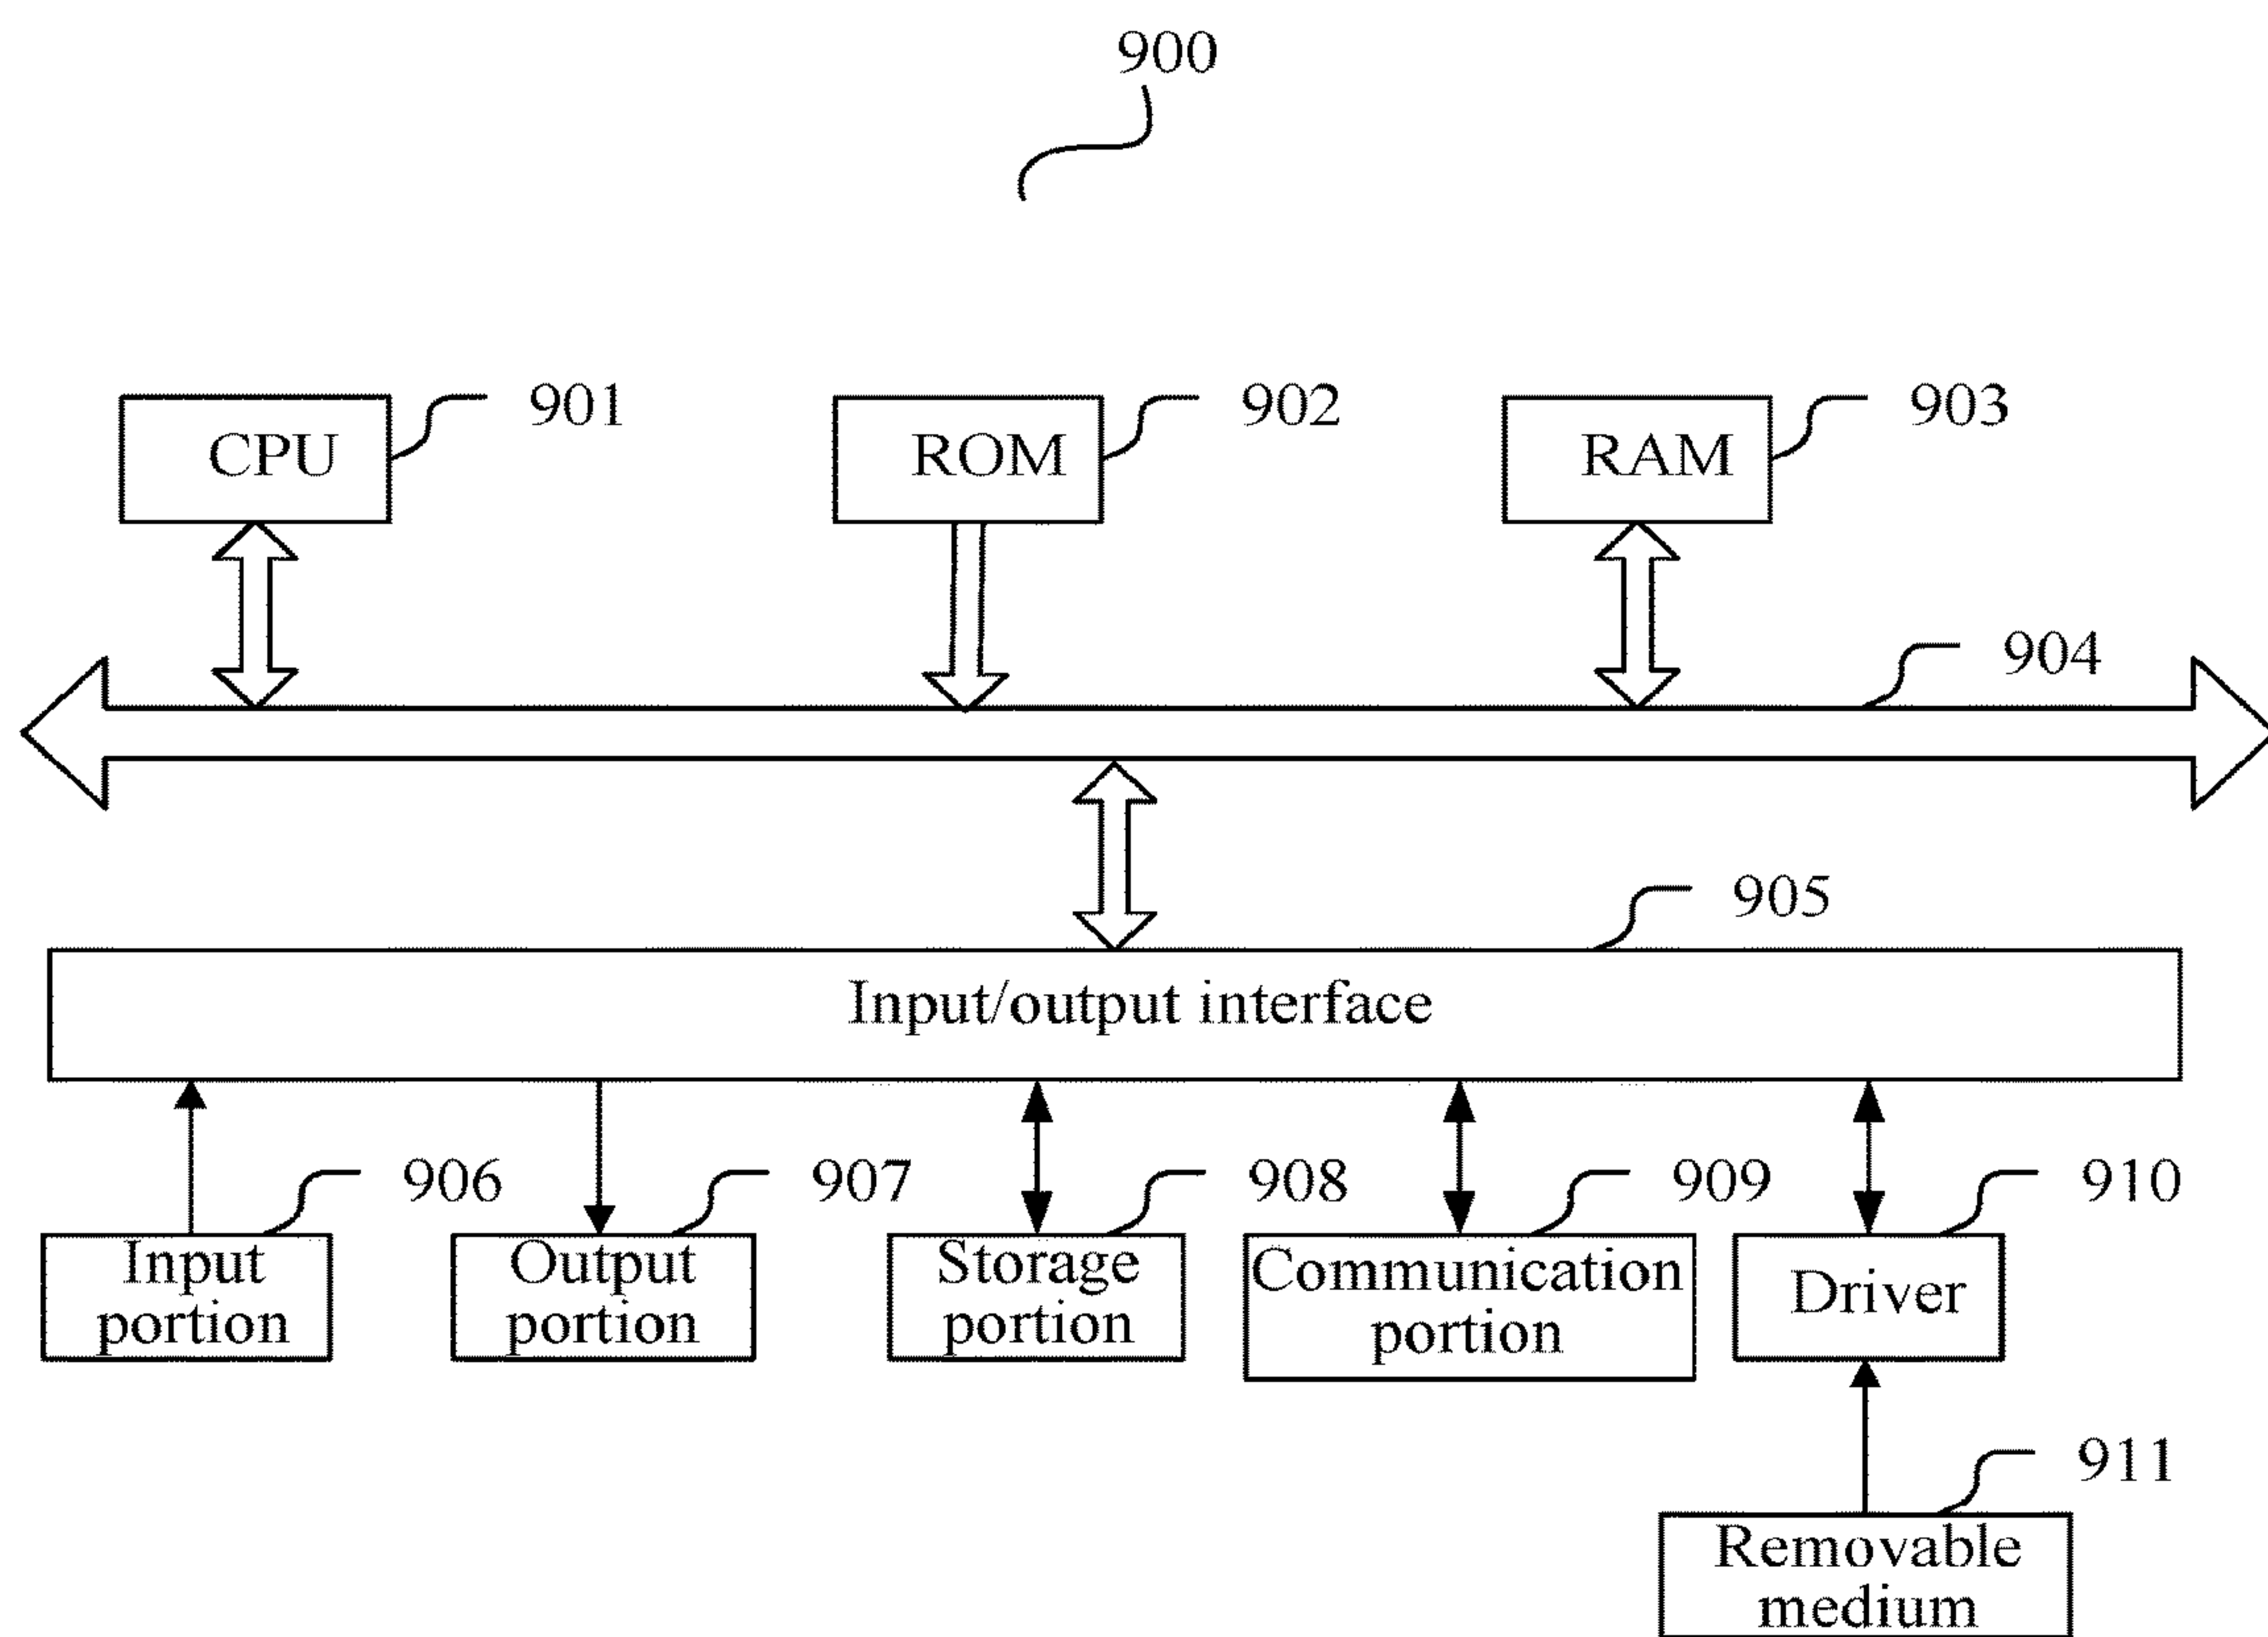 900
CPU
901
ROM
902
RAM
903
904
905
Input/output interface
906
907
908
909
910
Input
portion
Output
portion
Storage
portion
Communication
portion
Driver
911
Removable
medium